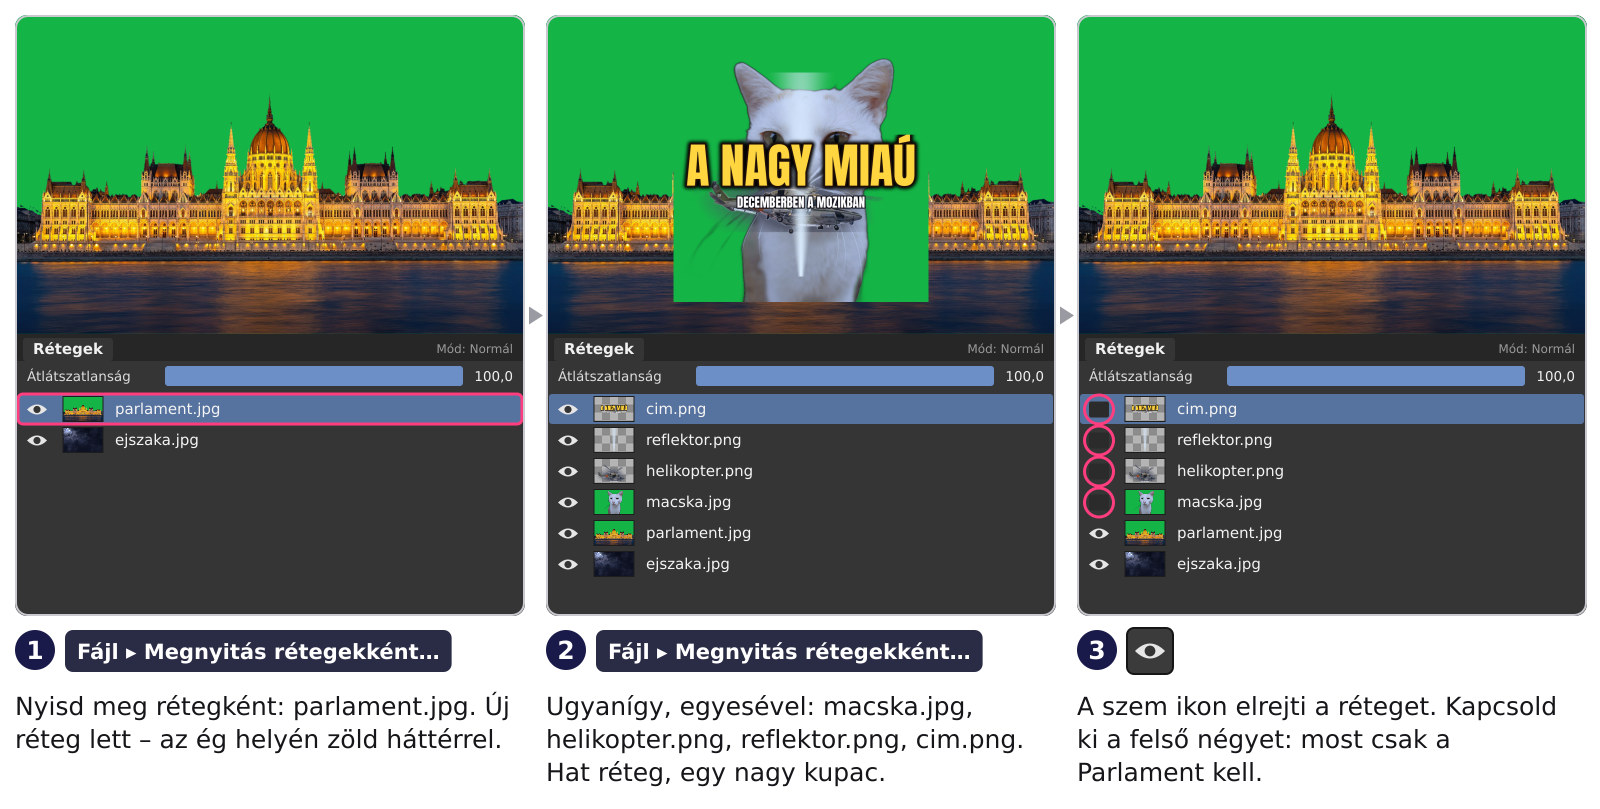 Rétegek
Mód: Normál
Átlátszatlanság
100,0
parlament.jpg
ejszaka.jpg
1
Fájl ▸ Megnyitás rétegekként…
Nyisd meg rétegként: parlament.jpg. Új
réteg lett – az ég helyén zöld háttérrel.
A NAGY MIAÚ
DECEMBERBEN A MOZIKBAN
Rétegek
Mód: Normál
Átlátszatlanság
100,0
cim.png
reflektor.png
helikopter.png
macska.jpg
parlament.jpg
ejszaka.jpg
2
Fájl ▸ Megnyitás rétegekként…
Ugyanígy, egyesével: macska.jpg,
helikopter.png, reflektor.png, cim.png.
Hat réteg, egy nagy kupac.
Rétegek
Mód: Normál
Átlátszatlanság
100,0
cim.png
reflektor.png
helikopter.png
macska.jpg
parlament.jpg
ejszaka.jpg
3
A szem ikon elrejti a réteget. Kapcsold
ki a felső négyet: most csak a
Parlament kell.